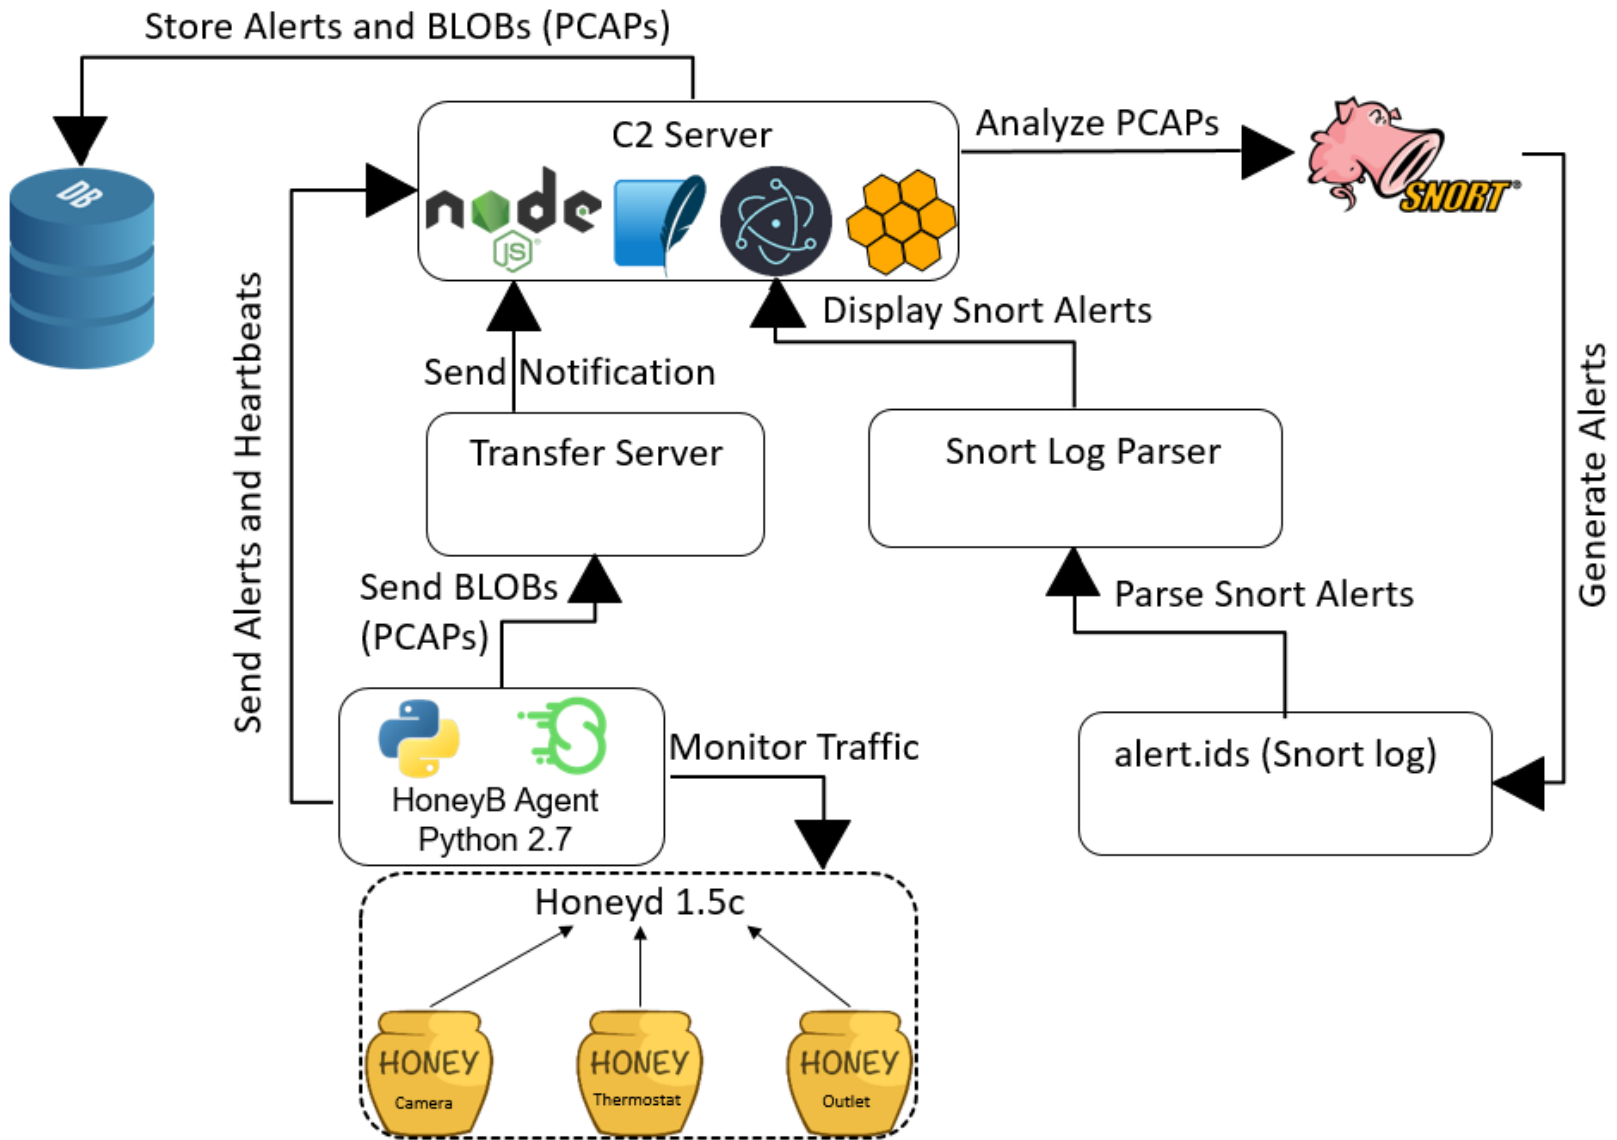 Store Alerts and BLOBs (PCAPs)
C2 Server
Analyze PCAPs
DB
node
JS
SNORT
Display Snort Alerts
Send Notification
Send Alerts and Heartbeats
Generate Alerts
Transfer Server
Snort Log Parser
Send BLOBs
(PCAPs)
Parse Snort Alerts
Monitor Traffic
alert.ids (Snort log)
HoneyB Agent
Python 2.7
Honeyd 1.5c
HONEY
Camera
HONEY
Thermostat
HONEY
Outlet